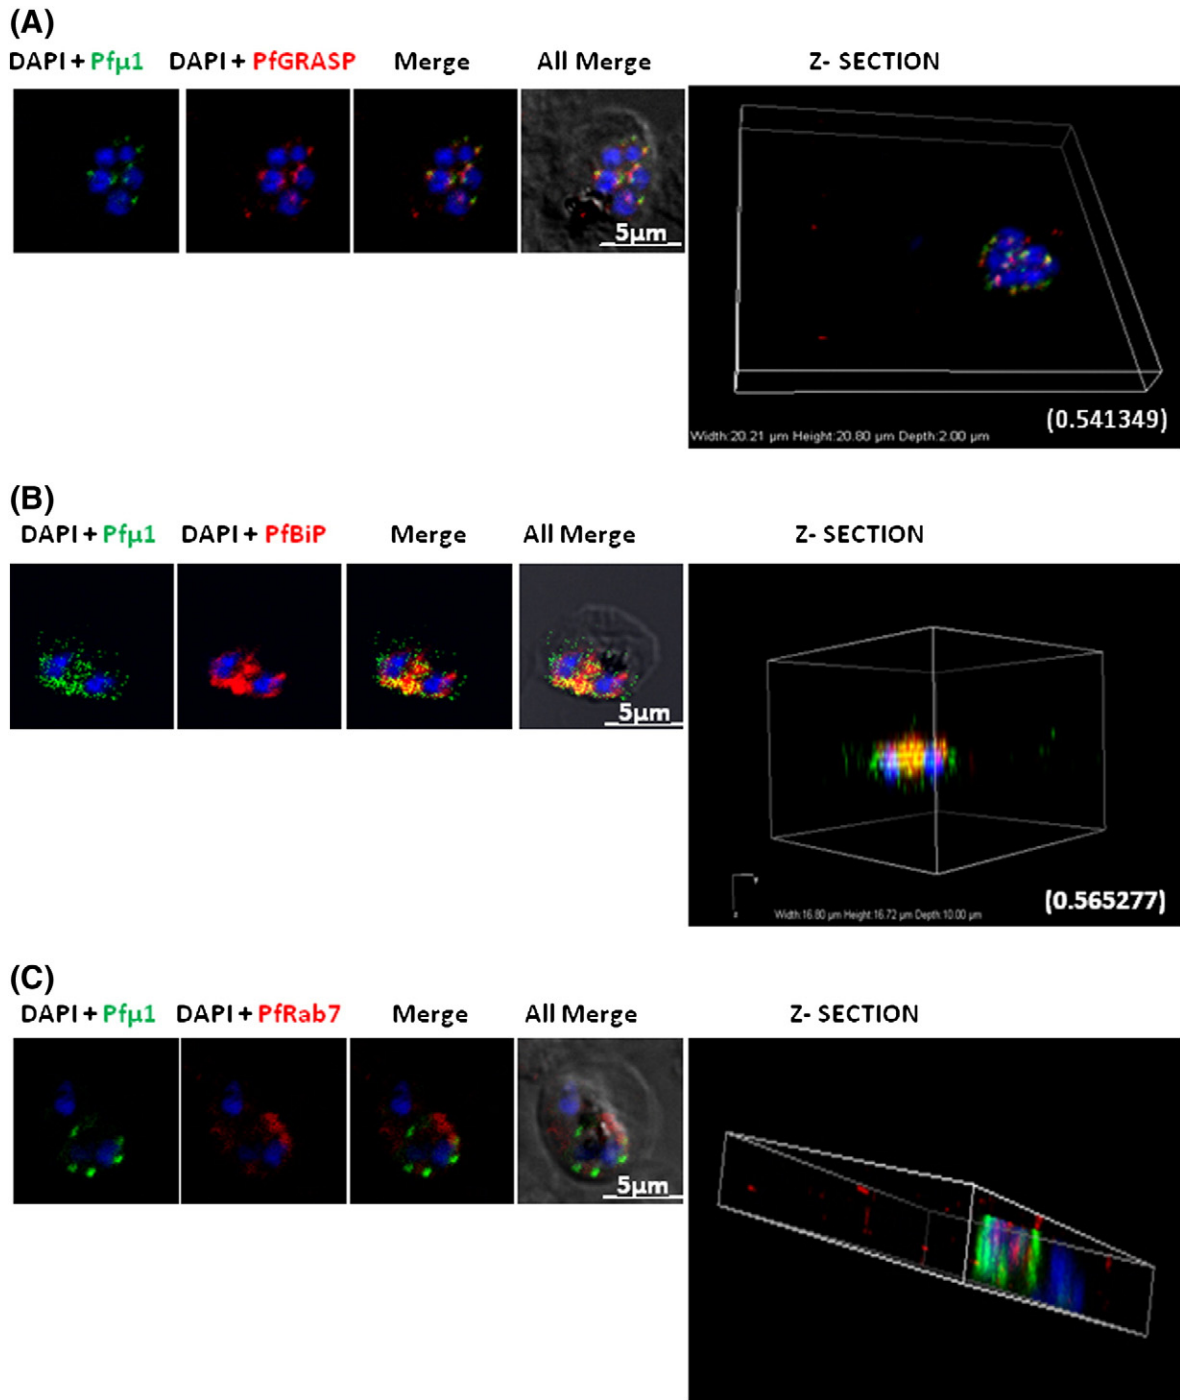 (A)
DAPI + Pfμ1 DAPI + PfGRASP Merge All Merge Z- SECTION
5μm
(0.541349)
Width:20.21 μm Height:20.80 μm Depth:2.00 μm
(B)
DAPI + Pfμ1 DAPI + PfBiP Merge All Merge Z- SECTION
5μm
(0.565277)
Width:16.80 μm Height:16.72 μm Depth:10.00 μm
(C)
DAPI + Pfμ1 DAPI + PfRab7 Merge All Merge Z- SECTION
5μm